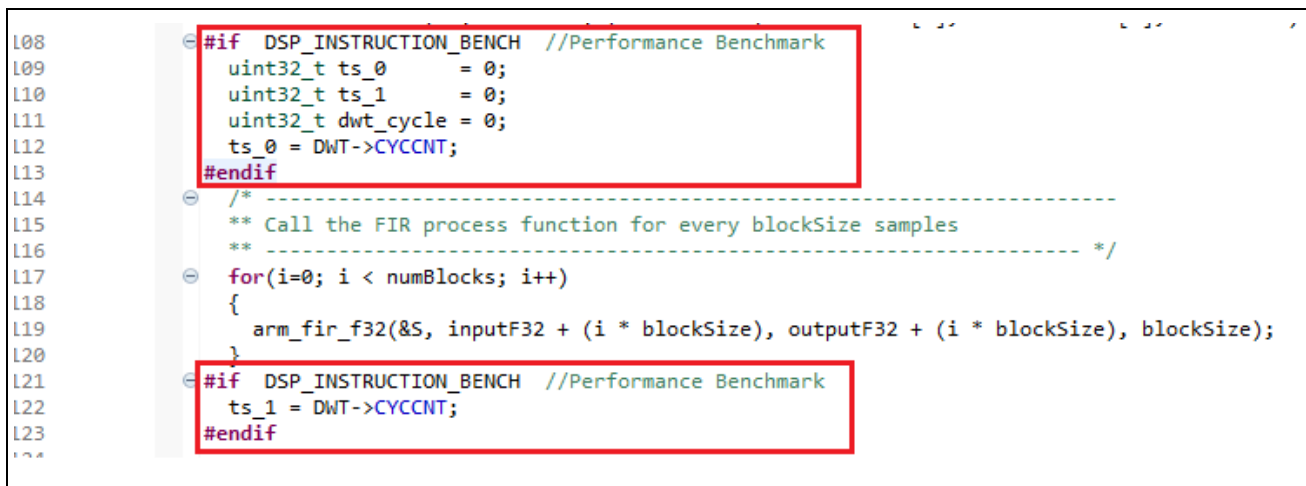 108 #if DSP_INSTRUCTION_BENCH //Performance Benchmark
109 uint32_t ts_0 = 0;
110 uint32_t ts_1 = 0;
111 uint32_t dwt_cycle = 0;
112 ts_0 = DWT->CYCCNT;
113 #endif
114 /* ----------------------------------------------------------------------
115 ** Call the FIR process function for every blockSize samples
116 ** ------------------------------------------------------------------- */
117 for(i=0; i < numBlocks; i++)
118 {
119 arm_fir_f32(&S, inputF32 + (i * blockSize), outputF32 + (i * blockSize), blockSize);
120 }
121 #if DSP_INSTRUCTION_BENCH //Performance Benchmark
122 ts_1 = DWT->CYCCNT;
123 #endif